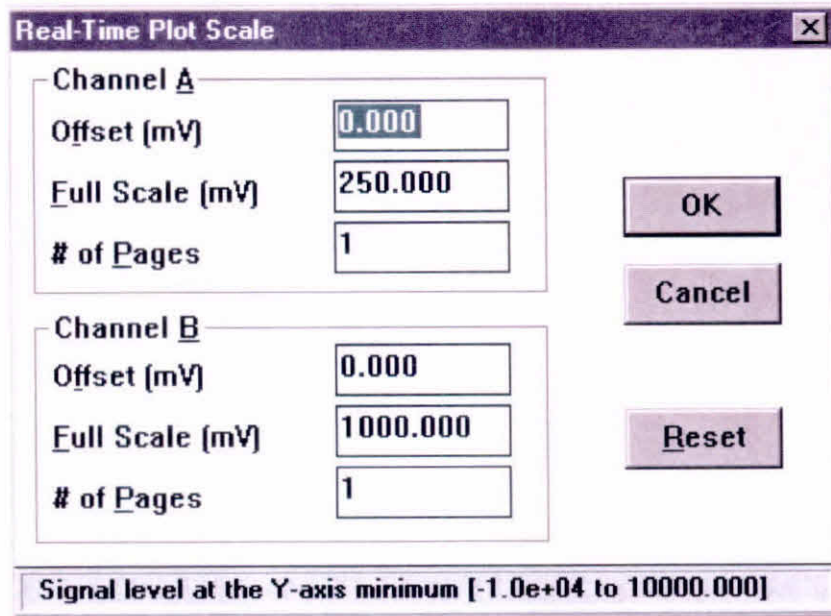 Real-Time Plot Scale
Channel A
Offset (mV) 0.000
Full Scale (mV) 250.000
# of Pages 1
OK
Cancel
Channel B
Offset (mV) 0.000
Full Scale (mV) 1000.000
# of Pages 1
Reset
Signal level at the Y-axis minimum [-1.0e+04 to 10000.000]